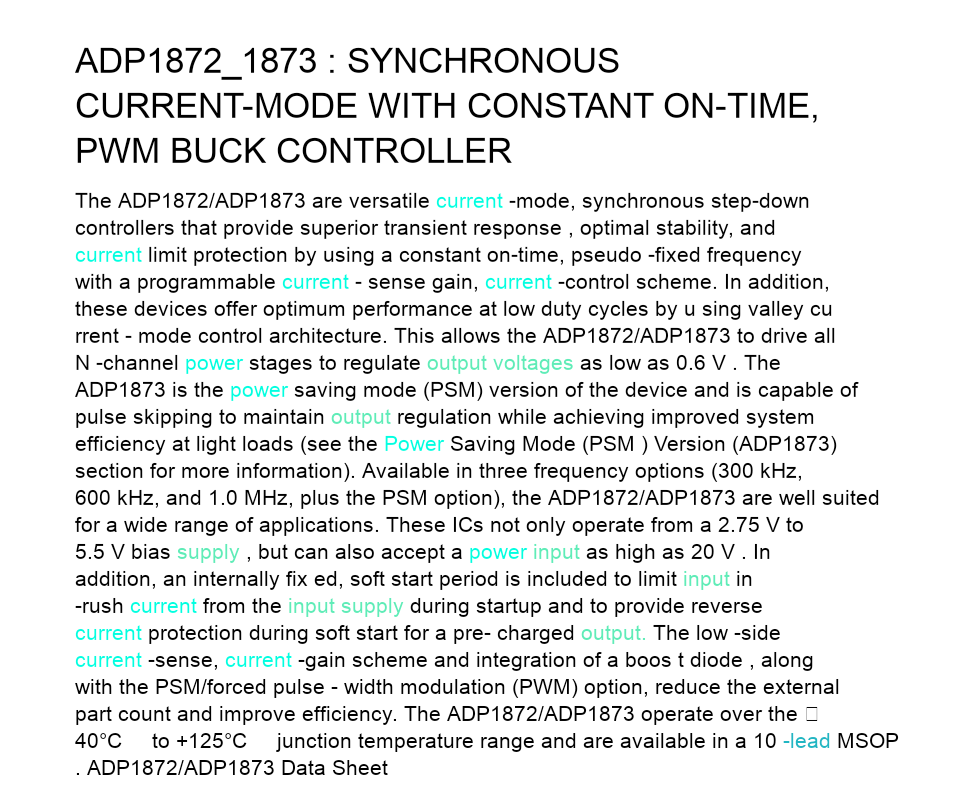 ADP1872_1873 : SYNCHRONOUS
CURRENT-MODE WITH CONSTANT ON-TIME,
PWM BUCK CONTROLLER
The ADP1872/ADP1873 are versatile current -mode, synchronous step-down
controllers that provide superior transient response , optimal stability, and
current limit protection by using a constant on-time, pseudo -fixed frequency
with a programmable current - sense gain, current -control scheme. In addition,
these devices offer optimum performance at low duty cycles by u sing valley cu
rrent - mode control architecture. This allows the ADP1872/ADP1873 to drive all
N -channel power stages to regulate output voltages as low as 0.6 V . The
ADP1873 is the power saving mode (PSM) version of the device and is capable of
pulse skipping to maintain output regulation while achieving improved system
efficiency at light loads (see the Power Saving Mode (PSM ) Version (ADP1873)
section for more information). Available in three frequency options (300 kHz,
600 kHz, and 1.0 MHz, plus the PSM option), the ADP1872/ADP1873 are well suited
for a wide range of applications. These ICs not only operate from a 2.75 V to
5.5 V bias supply , but can also accept a power input as high as 20 V . In
addition, an internally fix ed, soft start period is included to limit input in
-rush current from the input supply during startup and to provide reverse
current protection during soft start for a pre- charged output. The low -side
current -sense, current -gain scheme and integration of a boos t diode , along
with the PSM/forced pulse - width modulation (PWM) option, reduce the external
part count and improve efficiency. The ADP1872/ADP1873 operate over the 
40°C to +125°C junction temperature range and are available in a 10 -lead MSOP
. ADP1872/ADP1873 Data Sheet